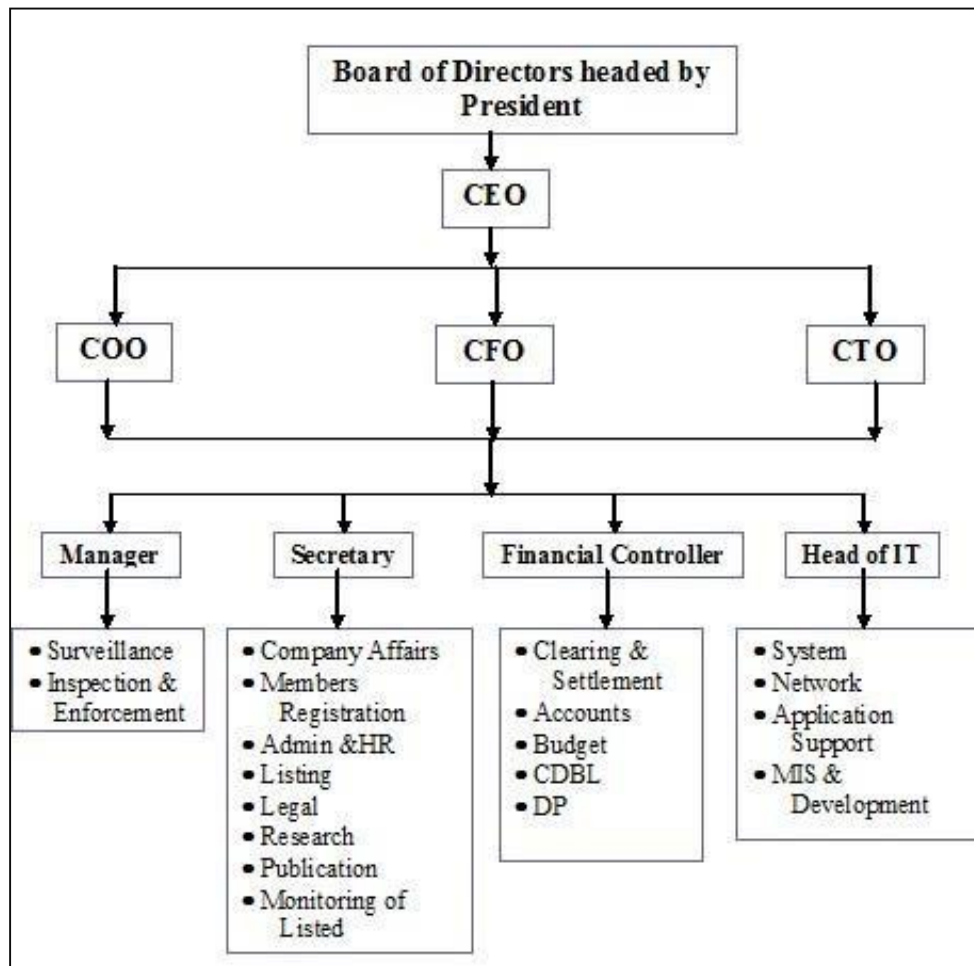 Board of Directors headed by
President
CEO
COO
CFO
CTO
Manager
Secretary
Financial Controller
Head of IT
• Surveillance
• Inspection &
Enforcement
• Company Affairs
• Members
Registration
• Admin &HR
• Listing
• Legal
• Research
• Publication
• Monitoring of
Listed
• Clearing &
Settlement
• Accounts
• Budget
• CDBL
• DP
• System
• Network
• Application
Support
• MIS &
Development